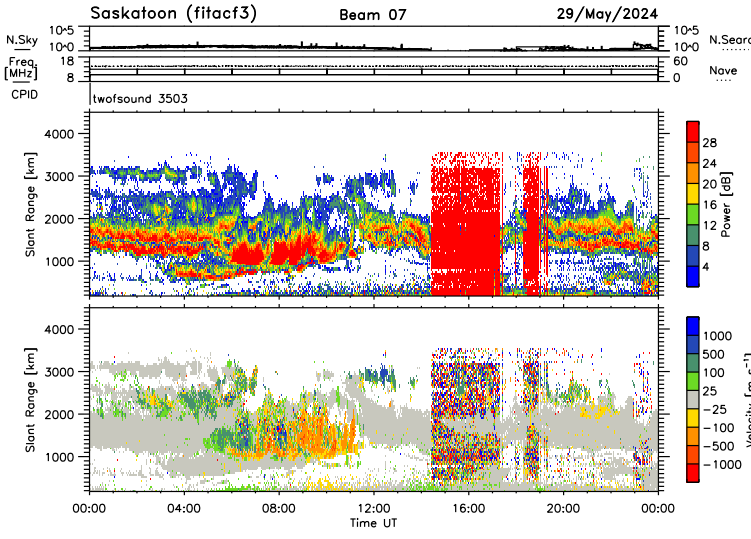 Saskatoon (fitacf3) Beam 07 29/May/2024
N.Sky 10^5 10^0 10^5 10^0 N.Sear
Freq. [MHz] 18 8 60 0 Nave
CPID twofsound 3503
Slant Range [km] 4000 3000 2000 1000
28 24 20 16 12 8 4 Power [dB]
Slant Range [km] 4000 3000 2000 1000
1000 500 100 25 -25 -100 -500 -1000 Velocity [m s^-1]
00:00 04:00 08:00 12:00 16:00 20:00 00:00
Time UT